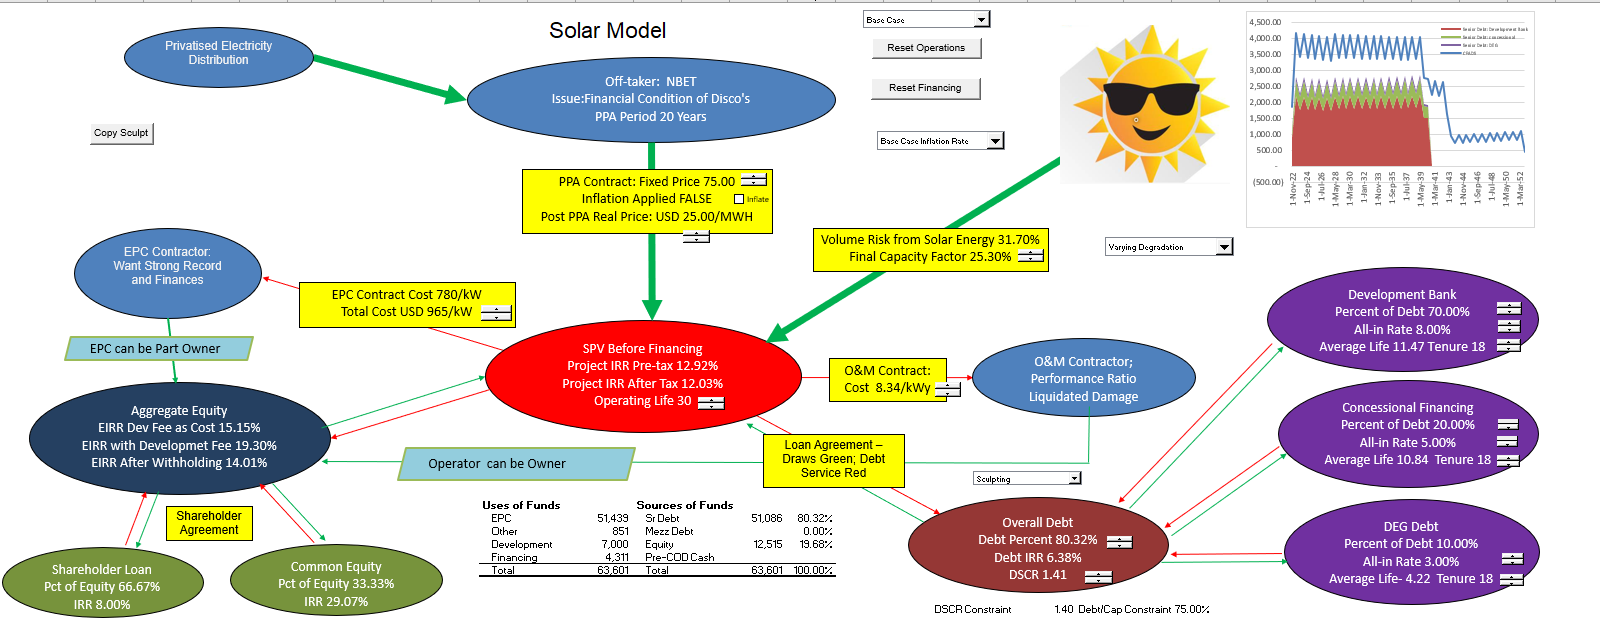 Solar Model
Base Case
Reset Operations
Reset Financing
Base Case Inflation Rate
Copy Sculpt
Privatised Electricity
Distribution
Off-taker:  NBET
Issue:Financial Condition of Disco's
PPA Period 20 Years
PPA Contract: Fixed Price 75.00
Inflation Applied FALSE
Inflate
Post PPA Real Price: USD 25.00/MWH
Volume Risk from Solar Energy 31.70%
Final Capacity Factor 25.30%
Varying Degradation
4,500.00
4,000.00
3,500.00
3,000.00
2,500.00
2,000.00
1,500.00
1,000.00
500.00
-
(500.00)
Senior Debt: Development Bank
Senior Debt: concessional
Senior Debt: DEG
CFADS
1-Nov-22
1-Sep-24
1-Jul-26
1-May-28
1-Mar-30
1-Jan-32
1-Nov-33
1-Sep-35
1-Jul-37
1-May-39
1-Mar-41
1-Jan-43
1-Nov-44
1-Sep-46
1-Jul-48
1-May-50
1-Mar-52
EPC Contractor:
Want Strong Record
and Finances
EPC Contract Cost 780/kW
Total Cost USD 965/kW
EPC can be Part Owner
SPV Before Financing
Project IRR Pre-tax 12.92%
Project IRR After Tax 12.03%
Operating Life 30
O&M Contract:
Cost  8.34/kWy
O&M Contractor;
Performance Ratio
Liquidated Damage
Development Bank
Percent of Debt 70.00%
All-in Rate 8.00%
Average Life 11.47 Tenure 18
Concessional Financing
Percent of Debt 20.00%
All-in Rate 5.00%
Average Life 10.84  Tenure 18
DEG Debt
Percent of Debt 10.00%
All-in Rate 3.00%
Average Life- 4.22  Tenure 18
Aggregate Equity
EIRR Dev Fee as Cost 15.15%
EIRR with Developmet Fee 19.30%
EIRR After Withholding 14.01%
Operator  can be Owner
Loan Agreement –
Draws Green; Debt
Service Red
Sculpting
Shareholder
Agreement
Shareholder Loan
Pct of Equity 66.67%
IRR 8.00%
Common Equity
Pct of Equity 33.33%
IRR 29.07%
Uses of Funds Sources of Funds
EPC 51,439 Sr Debt 51,086 80.32%
Other 851 Mezz Debt 0.00%
Development 7,000 Equity 12,515 19.68%
Financing 4,311 Pre-COD Cash
Total 63,601 Total 63,601 100.00%
Overall Debt
Debt Percent 80.32%
Debt IRR 6.38%
DSCR 1.41
DSCR Constraint 1.40 Debt/Cap Constraint 75.00%